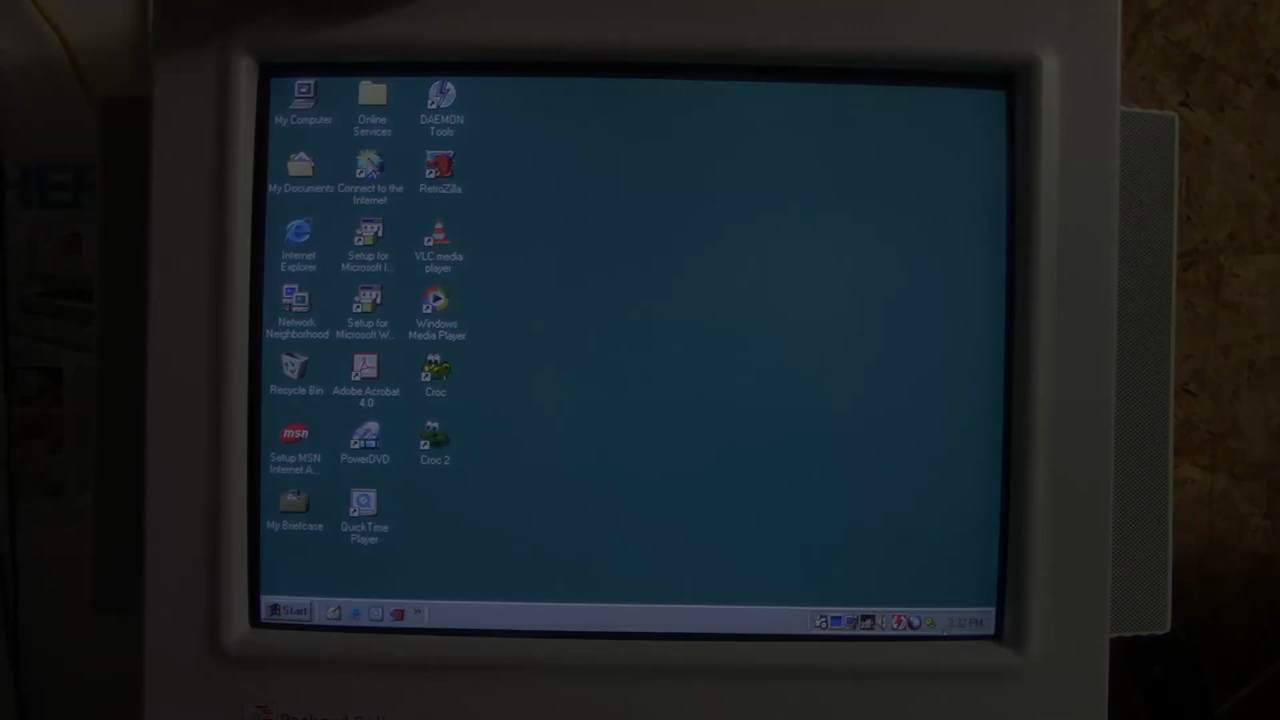 My Computer
Online
Services
DAEMON
Tools
My Documents
Connect to the
Internet
RetroZilla
Internet
Explorer
Setup for
Microsoft I...
VLC media
player
Network
Neighborhood
Setup for
Microsoft W...
Windows
Media Player
Recycle Bin
Adobe Acrobat
4.0
Croc
msn
Setup MSN
Internet A...
PowerDVD
Croc 2
My Briefcase
QuickTime
Player
Start